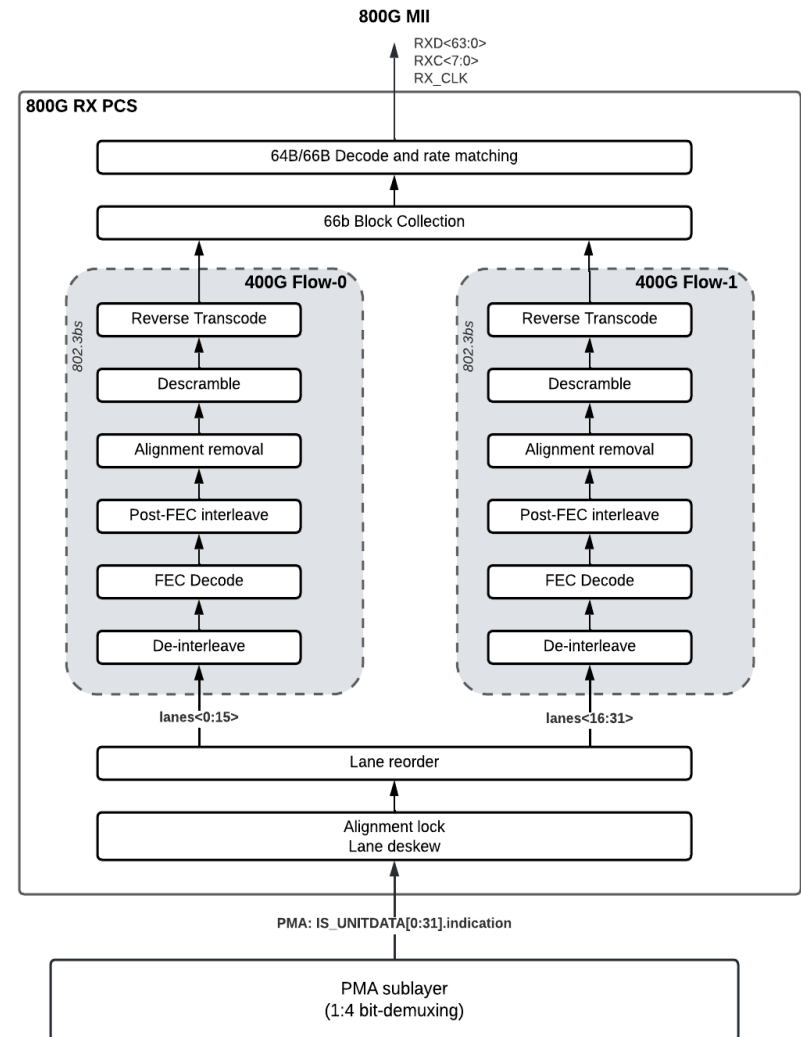 800G MII
RXD<63:0>
RXC<7:0>
RX_CLK
800G RX PCS
64B/66B Decode and rate matching
66b Block Collection
400G Flow-0
802.3bs
Reverse Transcode
Descramble
Alignment removal
Post-FEC interleave
FEC Decode
De-interleave
lanes<0:15>
400G Flow-1
802.3bs
Reverse Transcode
Descramble
Alignment removal
Post-FEC interleave
FEC Decode
De-interleave
lanes<16:31>
Lane reorder
Alignment lock
Lane deskew
PMA: IS_UNITDATA[0:31].indication
PMA sublayer
(1:4 bit-demuxing)